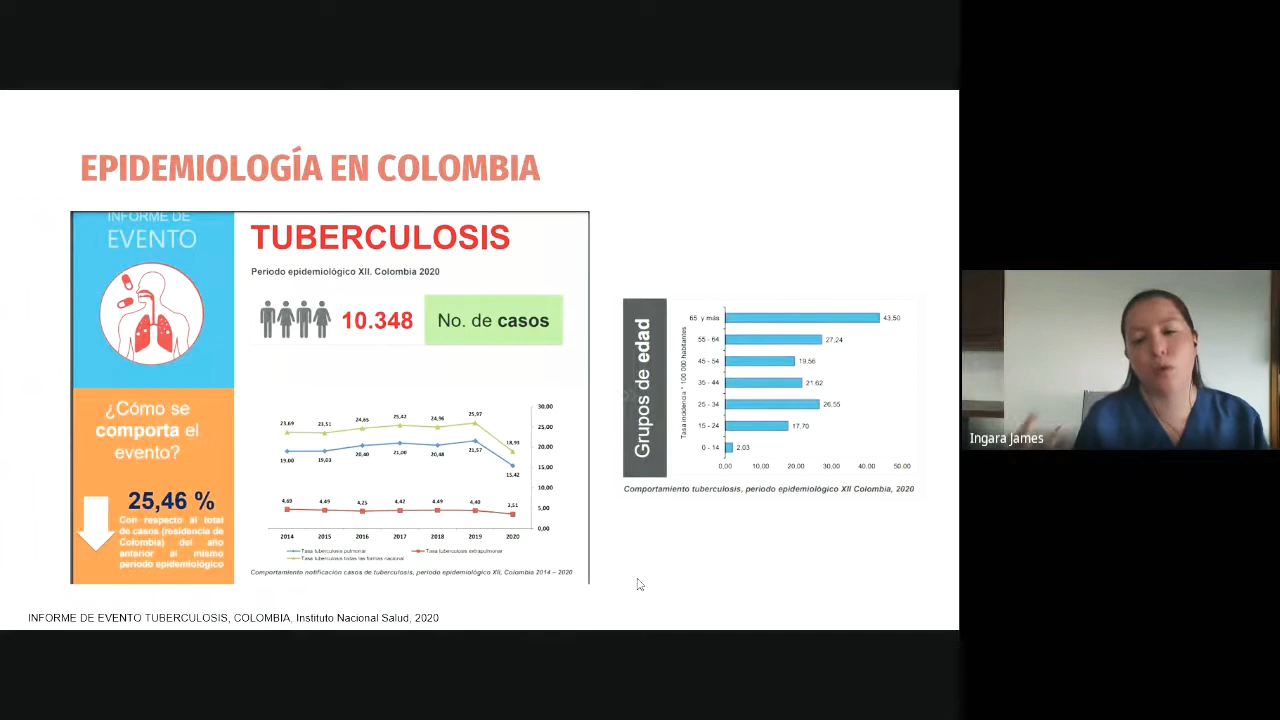 EPIDEMIOLOGÍA EN COLOMBIA
INFORME DE
EVENTO
TUBERCULOSIS
Periodo epidemiológico XII. Colombia 2020
10.348
No. de casos
¿Cómo se
comporta el
evento?
25,46 %
Con respecto al total
de casos (residencia de
Colombia) del año
anterior al mismo
periodo epidemiológico
30,00
25,00
20,00
15,00
10,00
5,00
0,00
23,69 23,51 24,65 25,42 24,96 25,97 18,93
19,00 19,03 20,40 21,00 20,48 21,57 15,42
4,69 4,49 4,25 4,42 4,49 4,40 3,51
2014 2015 2016 2017 2018 2019 2020
Tasa tuberculosis pulmonar Tasa tuberculosis extrapulmonar
Tasa tuberculosis todas las formas nacional
Comportamiento notificación casos de tuberculosis, periodo epidemiológico XII, Colombia 2014 – 2020
Grupos de edad
Tasa incidencia * 100 000 habitantes
65 y más 43,50
55 - 64 27,24
45 - 54 19,56
35 - 44 21.62
25 - 34 26,55
15 - 24 17,70
0 - 14 2.03
0,00 10.00 20.00 30.00 40.00 50.00
Comportamiento tuberculosis, periodo epidemiológico XII Colombia, 2020
INFORME DE EVENTO TUBERCULOSIS, COLOMBIA, Instituto Nacional Salud, 2020
Ingara James